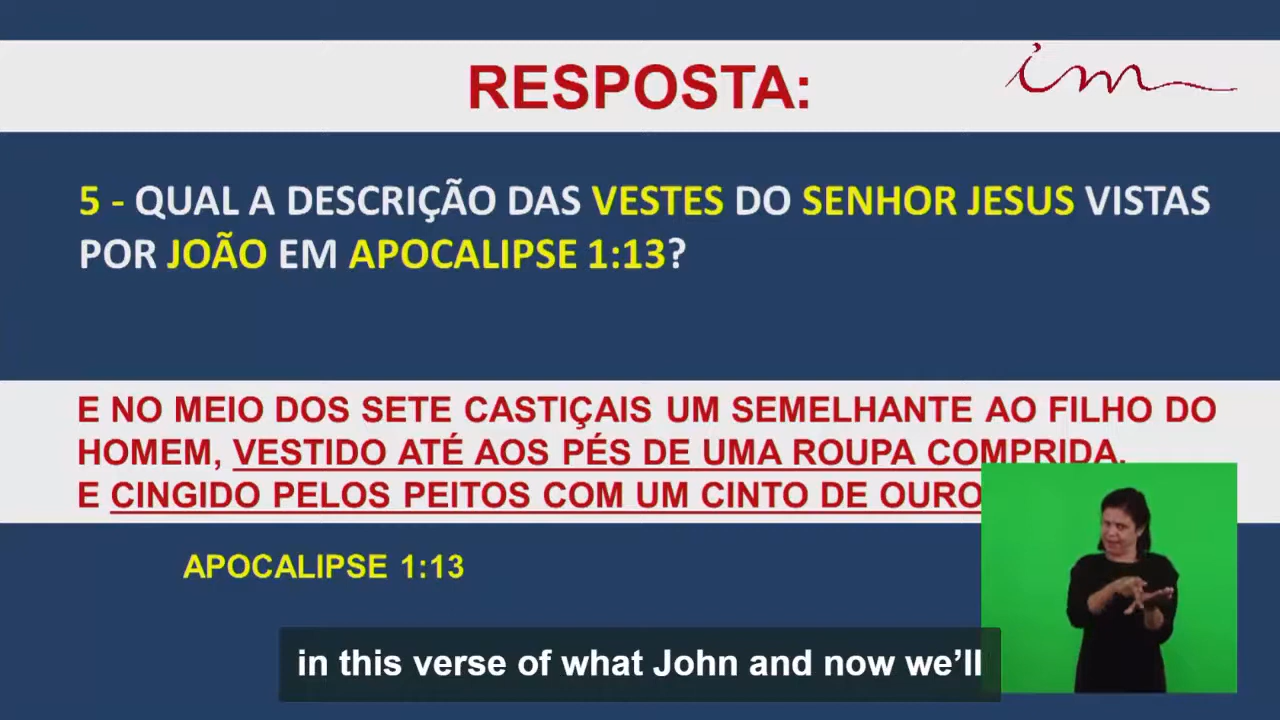 RESPOSTA:
im
5 - QUAL A DESCRIÇÃO DAS VESTES DO SENHOR JESUS VISTAS
POR JOÃO EM APOCALIPSE 1:13?
E NO MEIO DOS SETE CASTIÇAIS UM SEMELHANTE AO FILHO DO
HOMEM, VESTIDO ATÉ AOS PÉS DE UMA ROUPA COMPRIDA,
E CINGIDO PELOS PEITOS COM UM CINTO DE OURO
APOCALIPSE 1:13
in this verse of what John and now we’ll